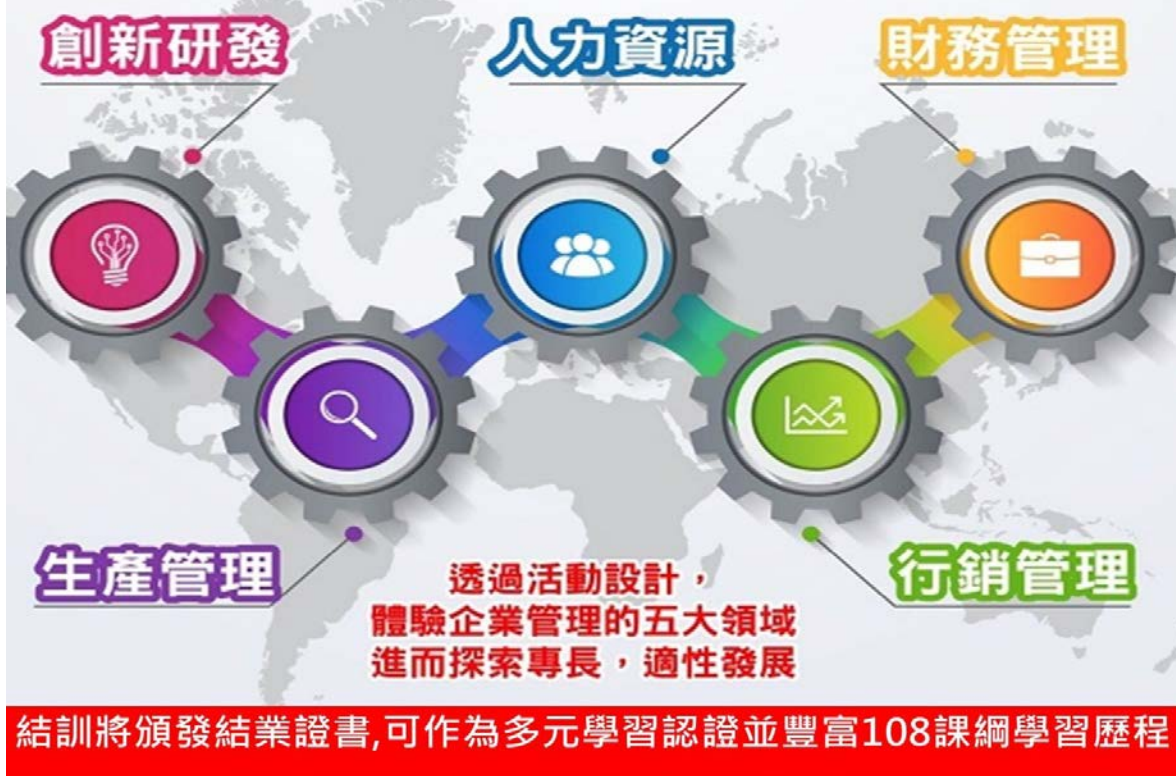 創新研發
人力資源
財務管理
生產管理
行銷管理
透過活動設計，
體驗企業管理的五大領域
進而探索專長，適性發展
結訓將頒發結業證書,可作為多元學習認證並豐富108課綱學習歷程